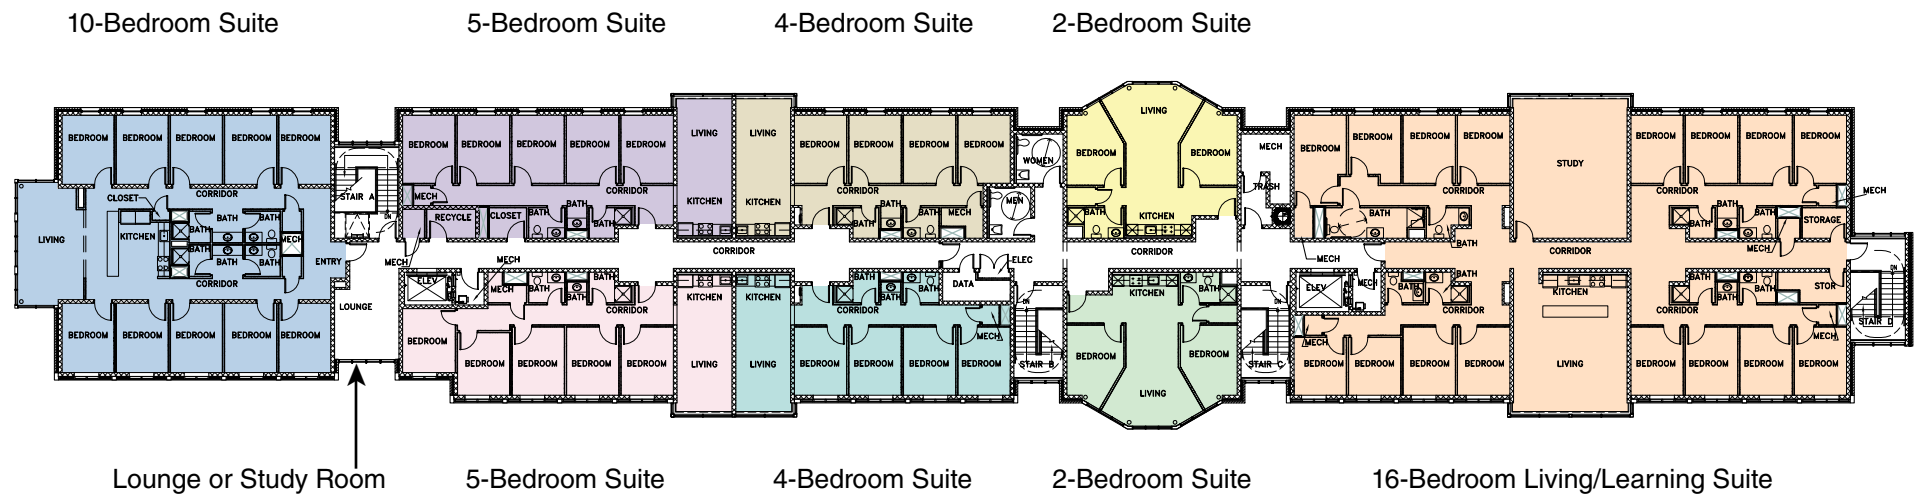 10-Bedroom Suite 5-Bedroom Suite 4-Bedroom Suite 2-Bedroom Suite
LIVING LIVING LIVING
BEDROOM BEDROOM BEDROOM BEDROOM BEDROOM BEDROOM BEDROOM BEDROOM BEDROOM BEDROOM BEDROOM BEDROOM BEDROOM BEDROOM BEDROOM BEDROOM BEDROOM BEDROOM BEDROOM BEDROOM BEDROOM BEDROOM BEDROOM BEDROOM
MECH
WOMEN
STUDY
TRASH
CORRIDOR STAIR A MECH CORRIDOR CORRIDOR CORRIDOR CORRIDOR MECH
CLOSET KITCHEN KITCHEN MEN
DN
BATH BATH RECYCLE CLOSET BATH BATH BATH BATH BATH MECH BATH KITCHEN BATH BATH BATH STORAGE
LIVING KITCHEN MECH BATH BATH
CORRIDOR CORRIDOR CORRIDOR MECH
BATH BATH ENTRY MECH MECH ELEC MECH DN
CORRIDOR ELEV MECH BATH BATH BATH BATH BATH DATA KITCHEN BATH ELEV MECH BATH BATH KITCHEN BATH BATH BATH STOR
KITCHEN KITCHEN DN DN
LOUNGE CORRIDOR CORRIDOR CORRIDOR CORRIDOR STAIR D
BEDROOM BEDROOM BEDROOM BEDROOM BEDROOM BEDROOM MECH MECH MECH
BEDROOM BEDROOM BEDROOM BEDROOM LIVING LIVING BEDROOM BEDROOM BEDROOM BEDROOM STAIR B BEDROOM BEDROOM STAIR C BEDROOM BEDROOM BEDROOM BEDROOM LIVING BEDROOM BEDROOM BEDROOM BEDROOM
LIVING
Lounge or Study Room 5-Bedroom Suite 4-Bedroom Suite 2-Bedroom Suite 16-Bedroom Living/Learning Suite